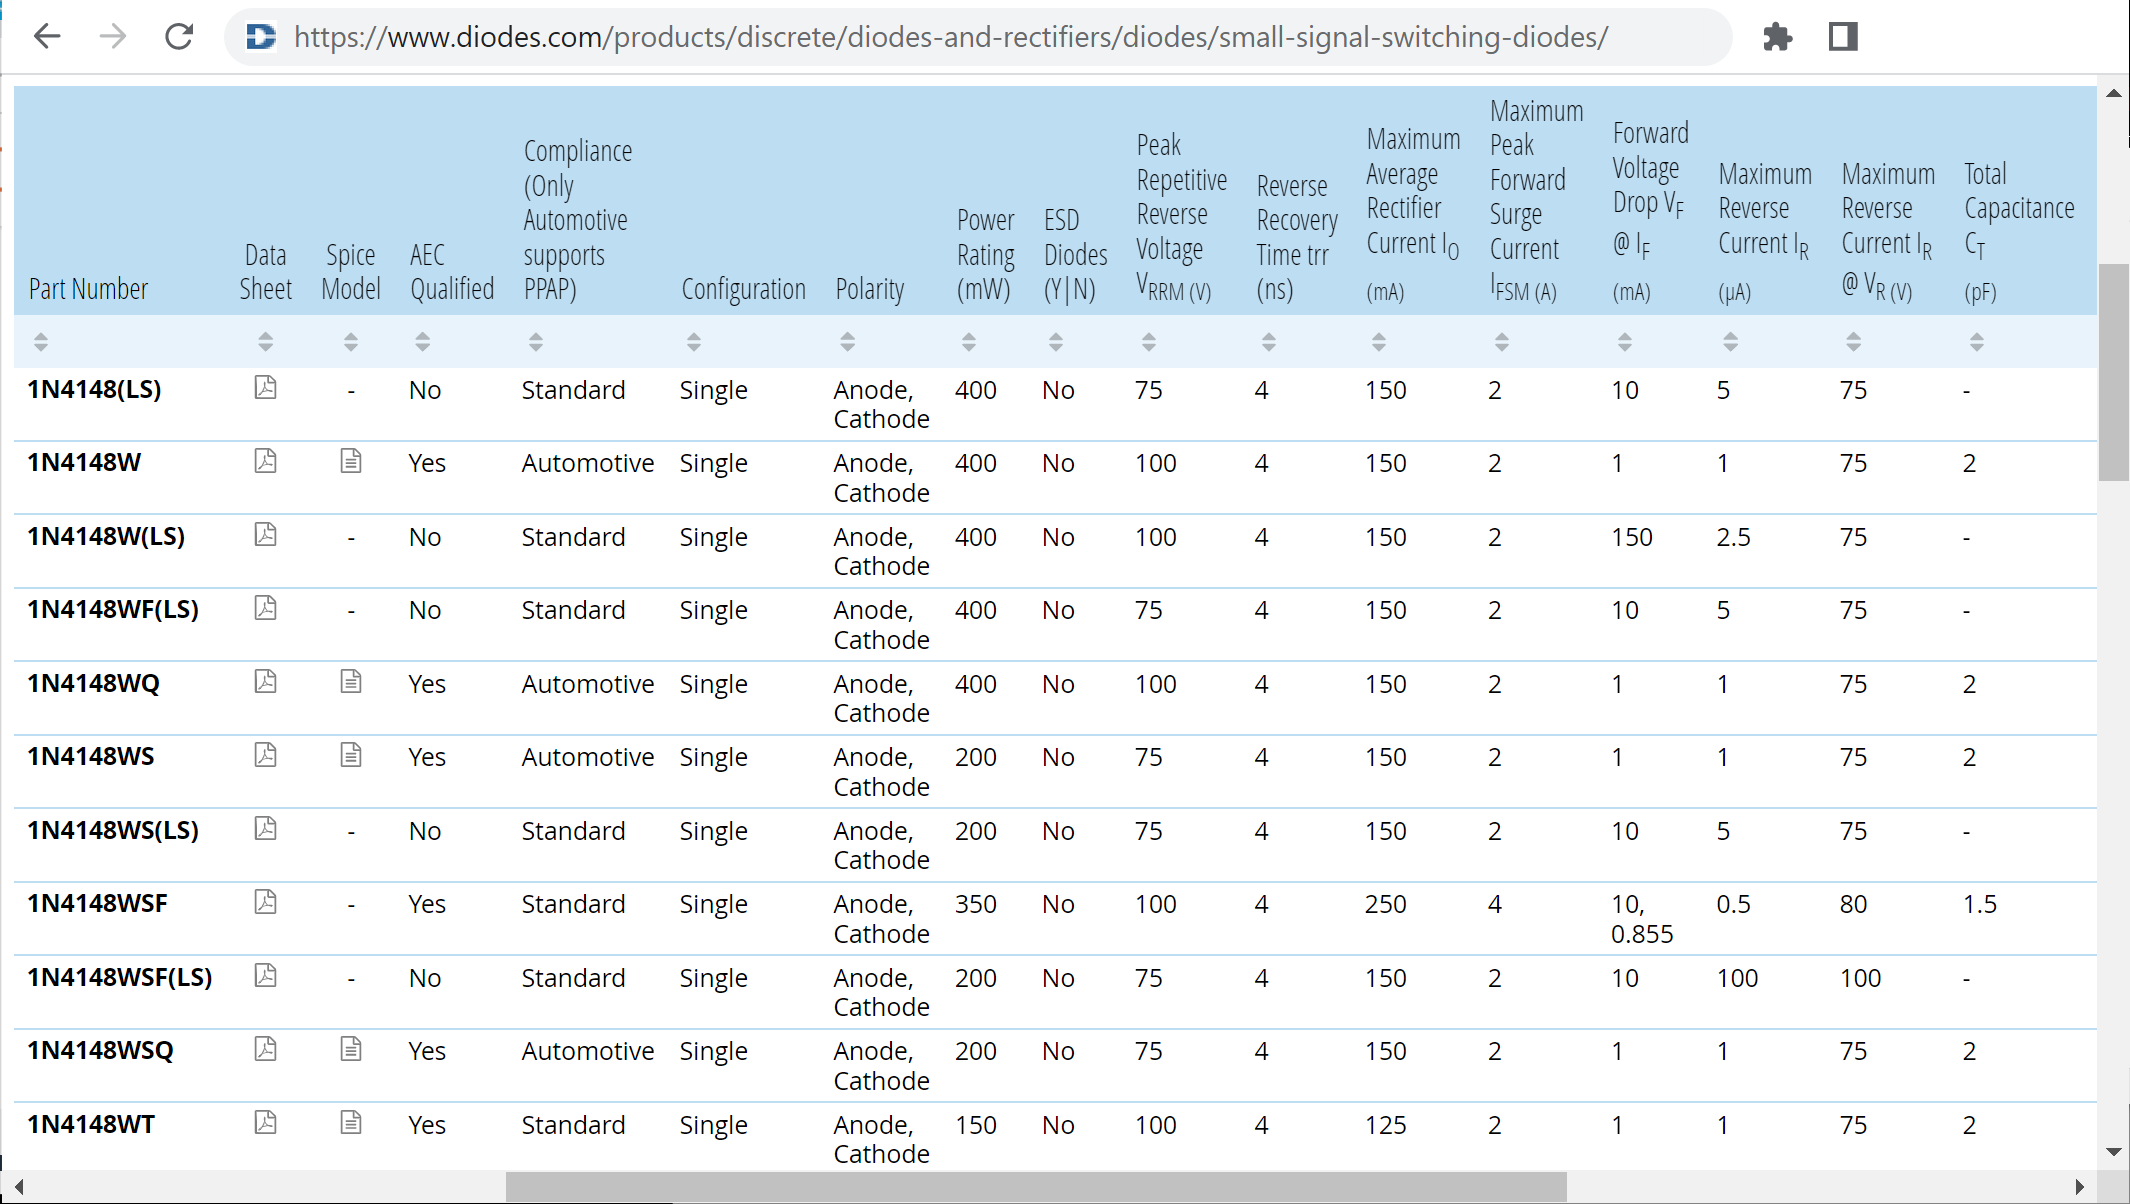 https://www.diodes.com/products/discrete/diodes-and-rectifiers/diodes/small-signal-switching-diodes/
Part Number
Data
Sheet
Spice
Model
AEC
Qualified
Compliance
(Only
Automotive
supports
PPAP)
Configuration
Polarity
Power
Rating
(mW)
ESD
Diodes
(Y|N)
Peak
Repetitive
Reverse
Voltage
VRRM (V)
Reverse
Recovery
Time trr
(ns)
Maximum
Average
Rectifier
Current IO
(mA)
Maximum
Peak
Forward
Surge
Current
IFSM (A)
Forward
Voltage
Drop VF
@ IF
(mA)
Maximum
Reverse
Current IR
(µA)
Maximum
Reverse
Current IR
@ VR (V)
Total
Capacitance
CT
(pF)
1N4148(LS) - No Standard Single Anode, 400 No 75 4 150 2 10 5 75 -
Cathode
1N4148W Yes Automotive Single Anode, 400 No 100 4 150 2 1 1 75 2
Cathode
1N4148W(LS) - No Standard Single Anode, 400 No 100 4 150 2 150 2.5 75 -
Cathode
1N4148WF(LS) - No Standard Single Anode, 400 No 75 4 150 2 10 5 75 -
Cathode
1N4148WQ Yes Automotive Single Anode, 400 No 100 4 150 2 1 1 75 2
Cathode
1N4148WS Yes Automotive Single Anode, 200 No 75 4 150 2 1 1 75 2
Cathode
1N4148WS(LS) - No Standard Single Anode, 200 No 75 4 150 2 10 5 75 -
Cathode
1N4148WSF - Yes Standard Single Anode, 350 No 100 4 250 4 10, 0.5 80 1.5
Cathode 0.855
1N4148WSF(LS) - No Standard Single Anode, 200 No 75 4 150 2 10 100 100 -
Cathode
1N4148WSQ Yes Automotive Single Anode, 200 No 75 4 150 2 1 1 75 2
Cathode
1N4148WT Yes Standard Single Anode, 150 No 100 4 125 2 1 1 75 2
Cathode